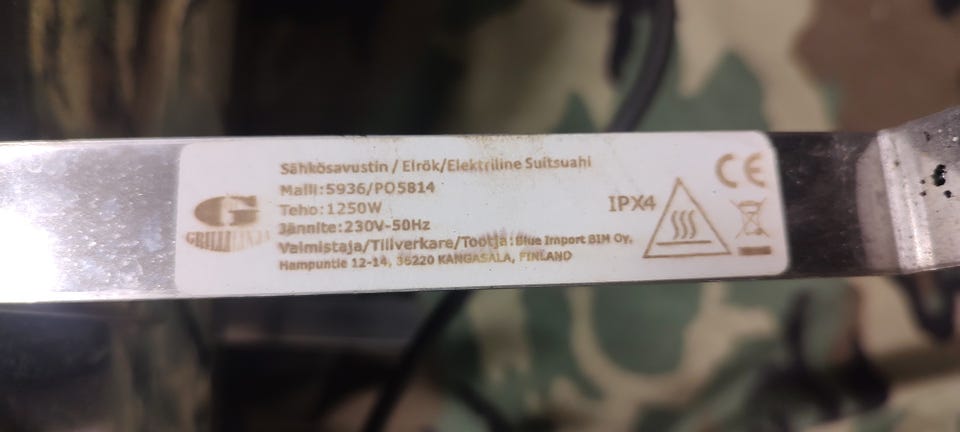 Sähkösavustin / Elrök/Elektriline Suitsuahi
Malli:5936/PO5814
Teho:1250W
Jännite:230V-50Hz
Valmistaja/Tillverkare/Tootja:Blue Import BIM Oy.
Hampuntie 12-14, 36220 KANGASALA, FINLAND
G
GRILLILINJA
IPX4
CE